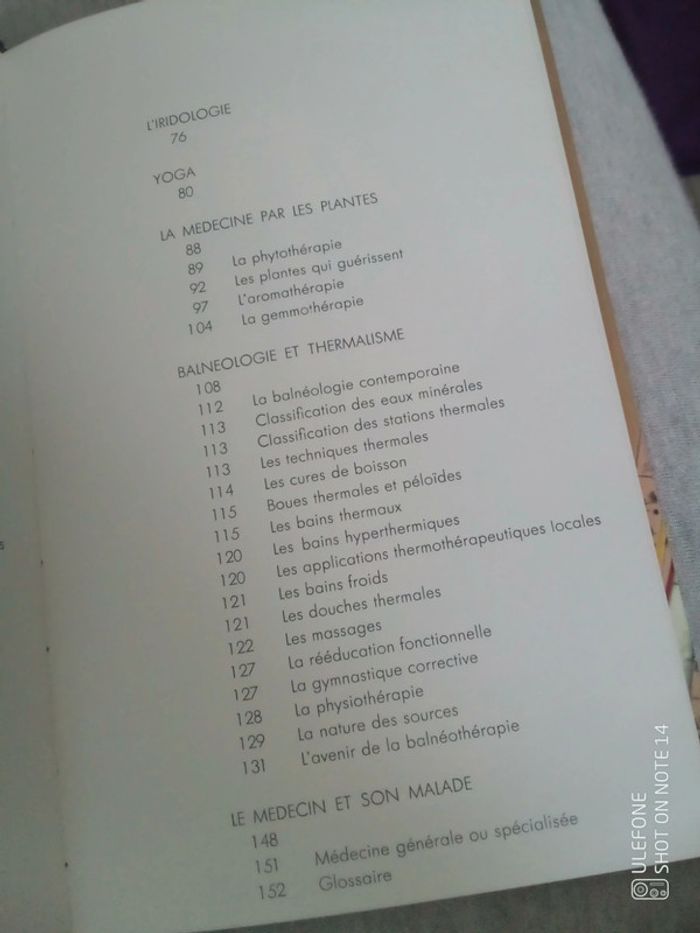 L'IRIDOLOGIE
76
YOGA
80
LA MEDECINE PAR LES PLANTES
88
89 La phytothérapie
92 Les plantes qui guérissent
97 L'aromathérapie
104 La gemmothérapie
BALNEOLOGIE ET THERMALISME
108
112 La balnéologie contemporaine
113 Classification des eaux minérales
113 Classification des stations thermales
113 Les techniques thermales
114 Les cures de boisson
115 Boues thermales et péloïdes
115 Les bains thermaux
120 Les bains hyperthermiques
120 Les applications thermothérapeutiques locales
121 Les bains froids
121 Les douches thermales
122 Les massages
127 La rééducation fonctionnelle
127 La gymnastique corrective
128 La physiothérapie
129 La nature des sources
131 L'avenir de la balnéothérapie
LE MEDECIN ET SON MALADE
148
151 Médecine générale ou spécialisée
152 Glossaire
ULEFONE
SHOT ON NOTE 14